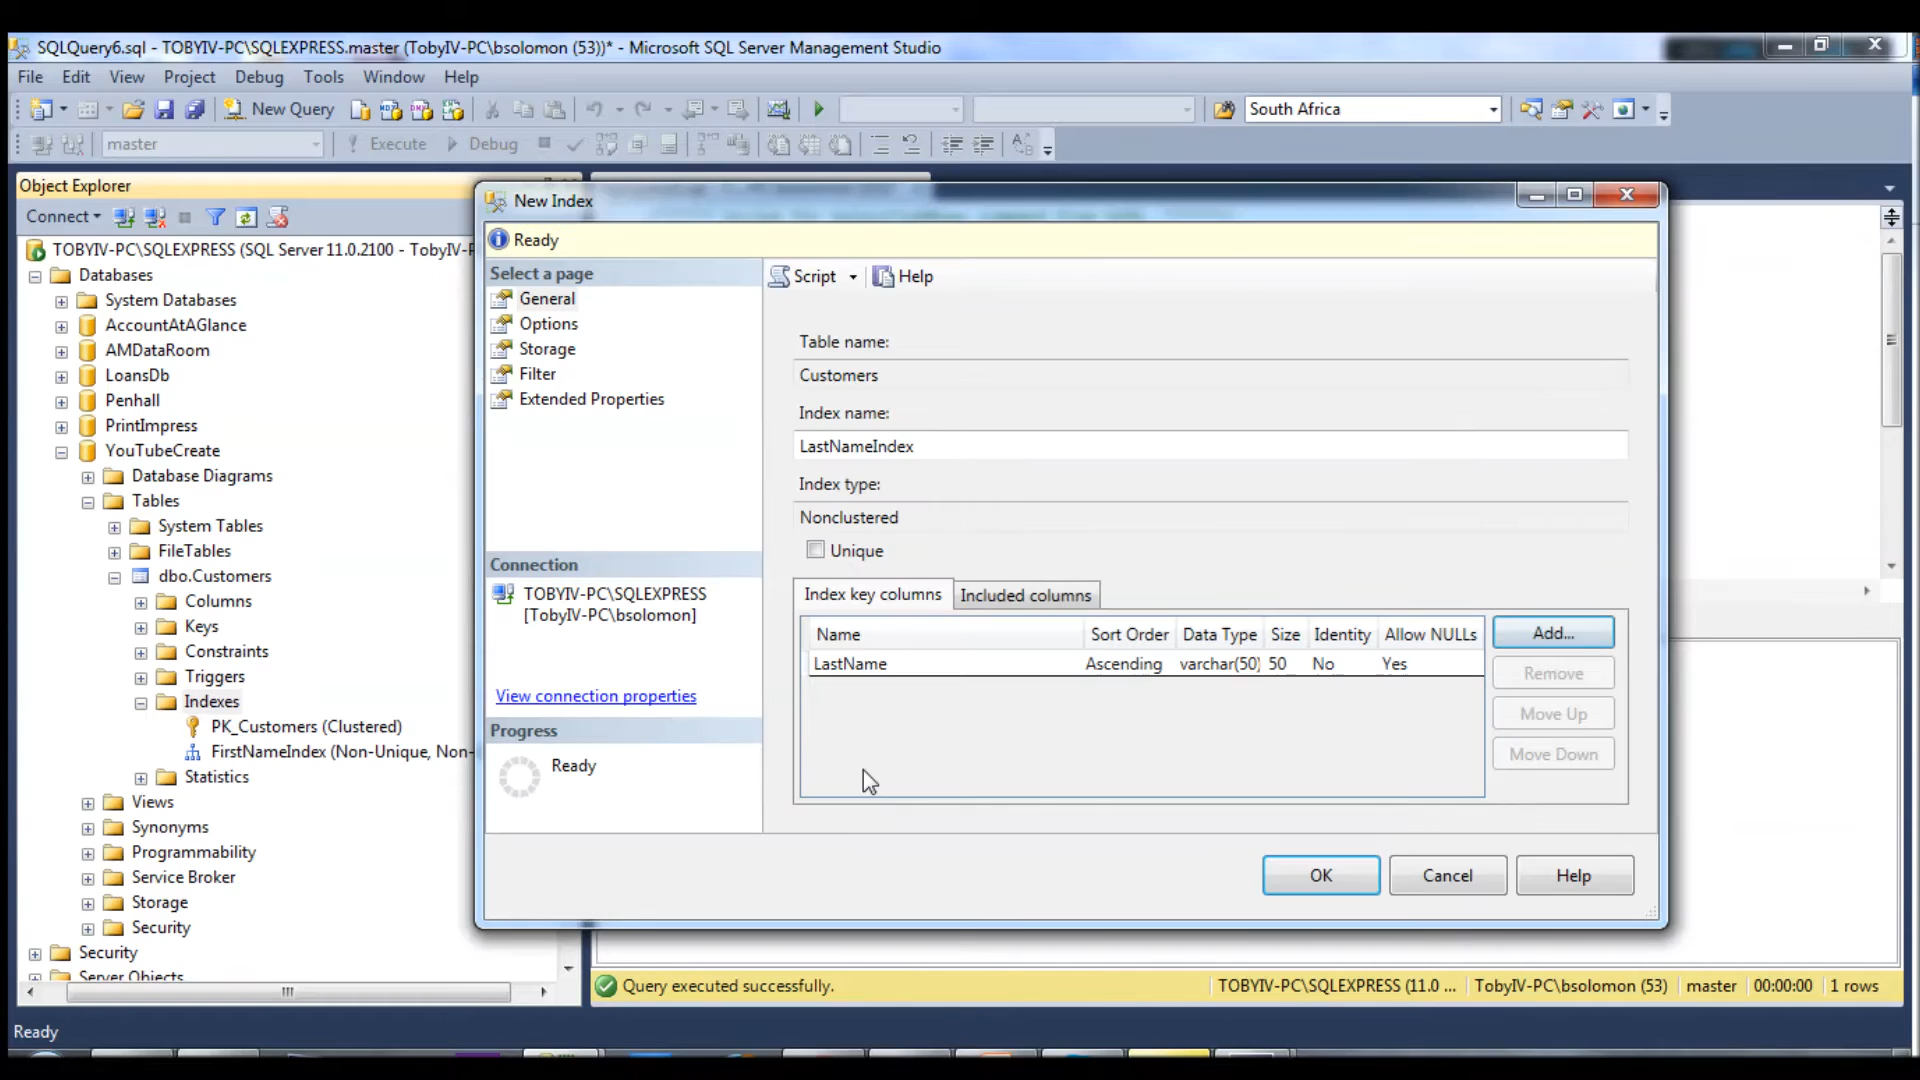 SQLQuery6.sql - TOBYIV-PC\SQLEXPRESS.master (TobyIV-PC\bsolomon (53))* - Microsoft SQL Server Management Studio
File Edit View Project Debug Tools Window Help
New Query South Africa
master Execute Debug
Object Explorer
Connect
TOBYIV-PC\SQLEXPRESS (SQL Server 11.0.2100 - TobyIV-P
Databases
System Databases
AccountAtAGlance
AMDataRoom
LoansDb
Penhall
PrintImpress
YouTubeCreate
Database Diagrams
Tables
System Tables
FileTables
dbo.Customers
Columns
Keys
Constraints
Triggers
Indexes
PK_Customers (Clustered)
FirstNameIndex (Non-Unique, Non-
Statistics
Views
Synonyms
Programmability
Service Broker
Storage
Security
Security
Server Objects
New Index
Ready
Select a page
General
Options
Storage
Filter
Extended Properties
Connection
TOBYIV-PC\SQLEXPRESS
[TobyIV-PC\bsolomon]
View connection properties
Progress
Ready
Script Help
Table name:
Customers
Index name:
LastNameIndex
Index type:
Nonclustered
Unique
Index key columns Included columns
Name Sort Order Data Type Size Identity Allow NULLs
LastName Ascending varchar(50) 50 No Yes
Add...
Remove
Move Up
Move Down
OK Cancel Help
Query executed successfully. TOBYIV-PC\SQLEXPRESS (11.0 ... TobyIV-PC\bsolomon (53) master 00:00:00 1 rows
Ready